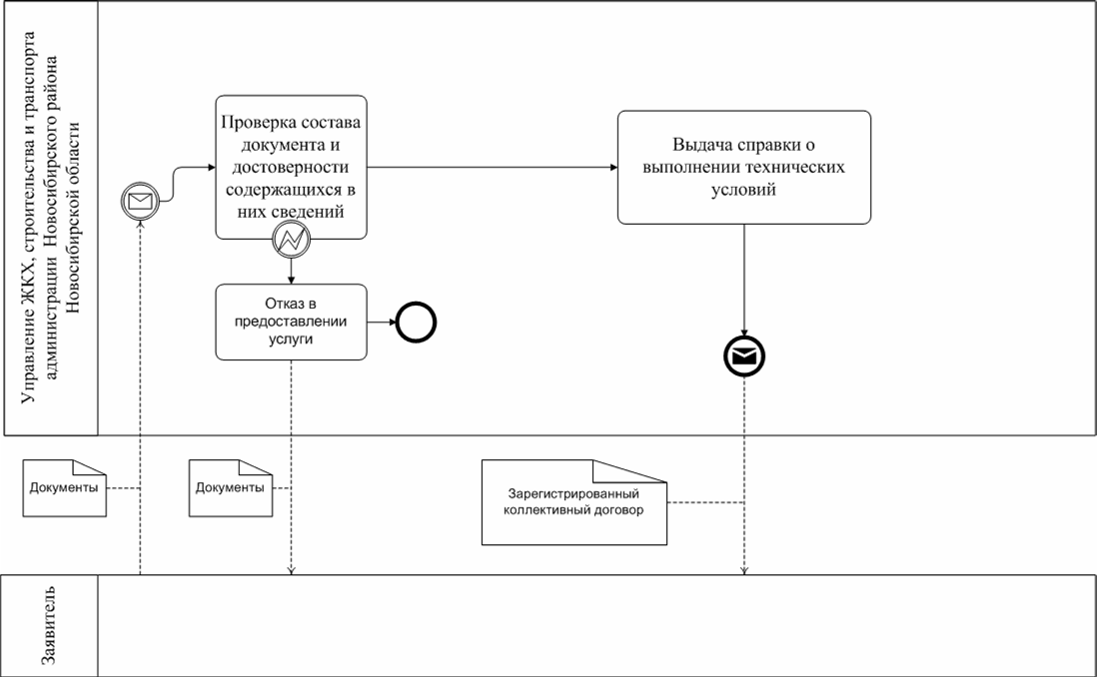 Управление ЖКХ, строительства и транспорта
администрации Новосибирского района
Новосибирской области
Проверка состава
документа и
достоверности
содержащихся в
них сведений
Выдача справки о
выполнении технических
условий
Отказ в
предоставлении
услуги
Документы
Документы
Зарегистрированный
коллективный договор
Заявитель